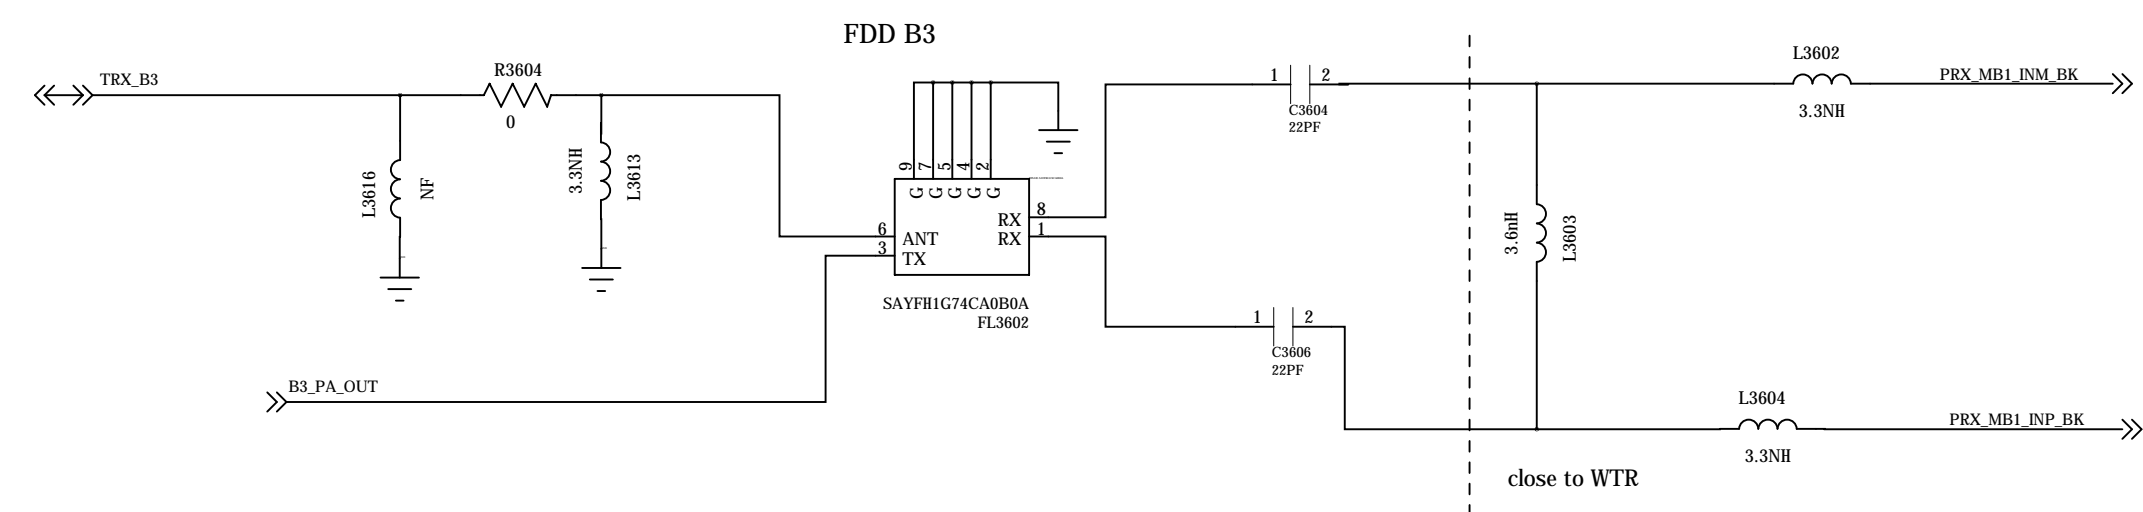 FDD B3
TRX_B3
R3604
0
L3616
NF
3.3NH
L3613
9
7
5
4
2
G
G
G
G
G
6
3
ANT
TX
RX
RX
8
1
SAYFH1G74CA0B0A
FL3602
B3_PA_OUT
1
2
C3604
22PF
1
2
C3606
22PF
L3602
3.3NH
PRX_MB1_INM_BK
3.6nH
L3603
L3604
3.3NH
PRX_MB1_INP_BK
close to WTR